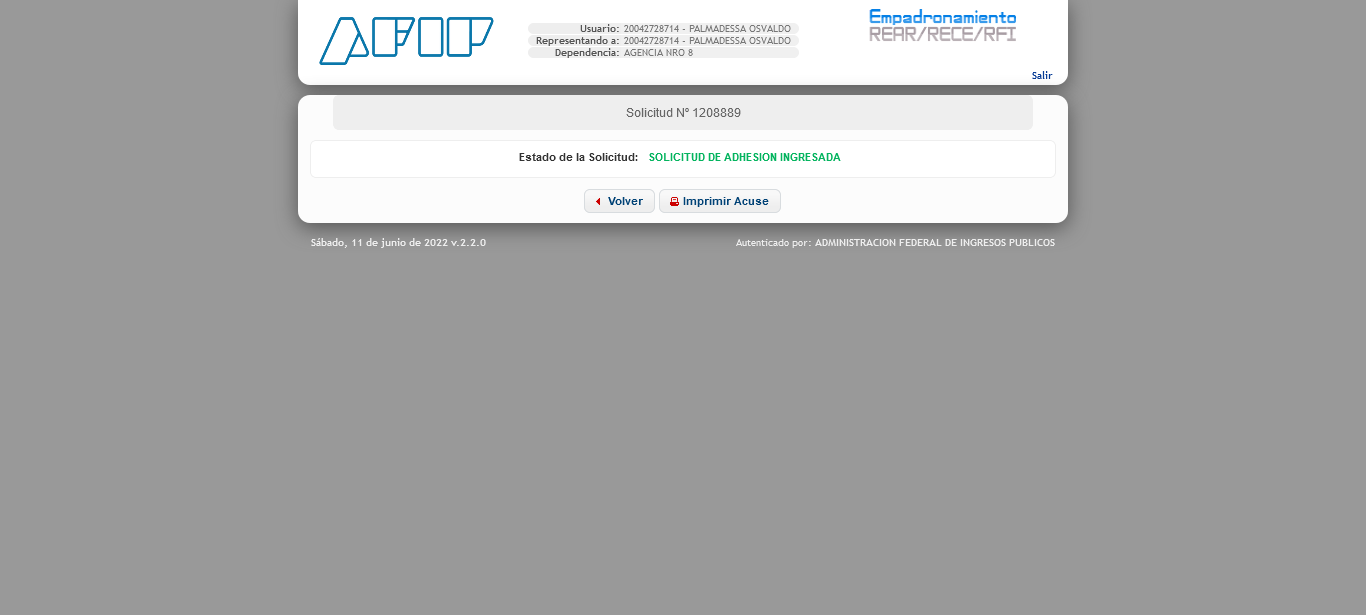 AFIP
Usuario: 20042728714 - PALMADESSA OSVALDO
Representando a: 20042728714 - PALMADESSA OSVALDO
Dependencia: AGENCIA NRO 8
Empadronamiento
REAR/RECE/RFI
Salir
Solicitud Nº 1208889
Estado de la Solicitud: SOLICITUD DE ADHESION INGRESADA
Volver Imprimir Acuse
Sábado, 11 de junio de 2022 v.2.2.0 Autenticado por: ADMINISTRACION FEDERAL DE INGRESOS PUBLICOS